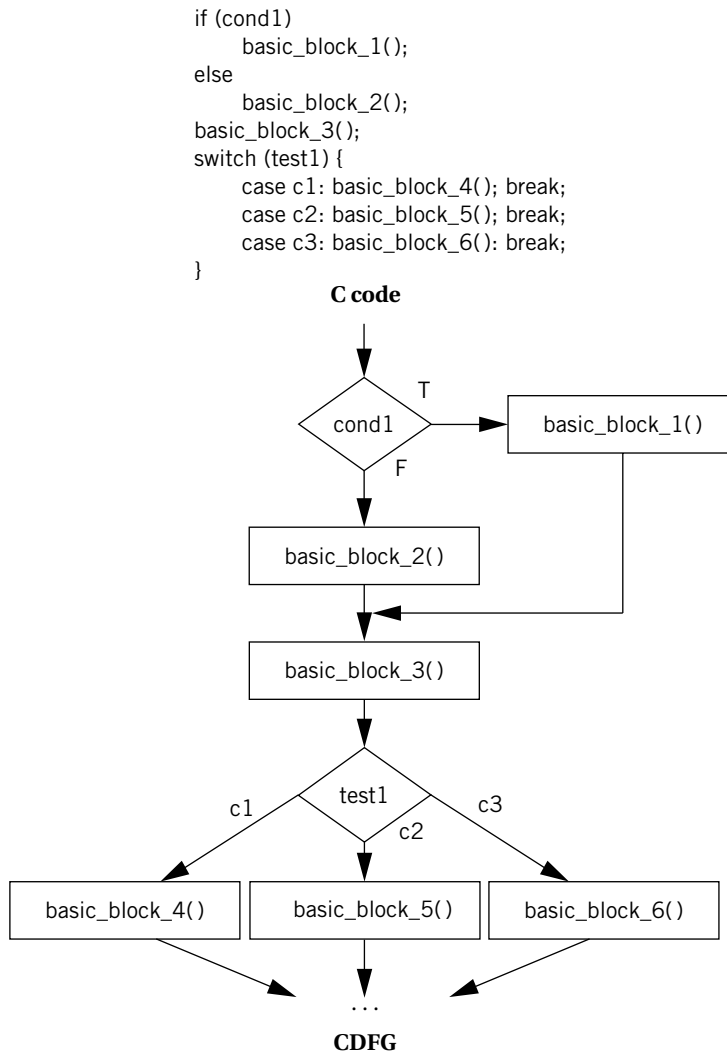 if (cond1)
basic_block_1();
else
basic_block_2();
basic_block_3();
switch (test1) {
case c1: basic_block_4(); break;
case c2: basic_block_5(); break;
case c3: basic_block_6(): break;
}
C code
T
cond1
basic_block_1()
F
basic_block_2()
basic_block_3()
test1
c1
c2
c3
basic_block_4()
basic_block_5()
basic_block_6()
...
CDFG